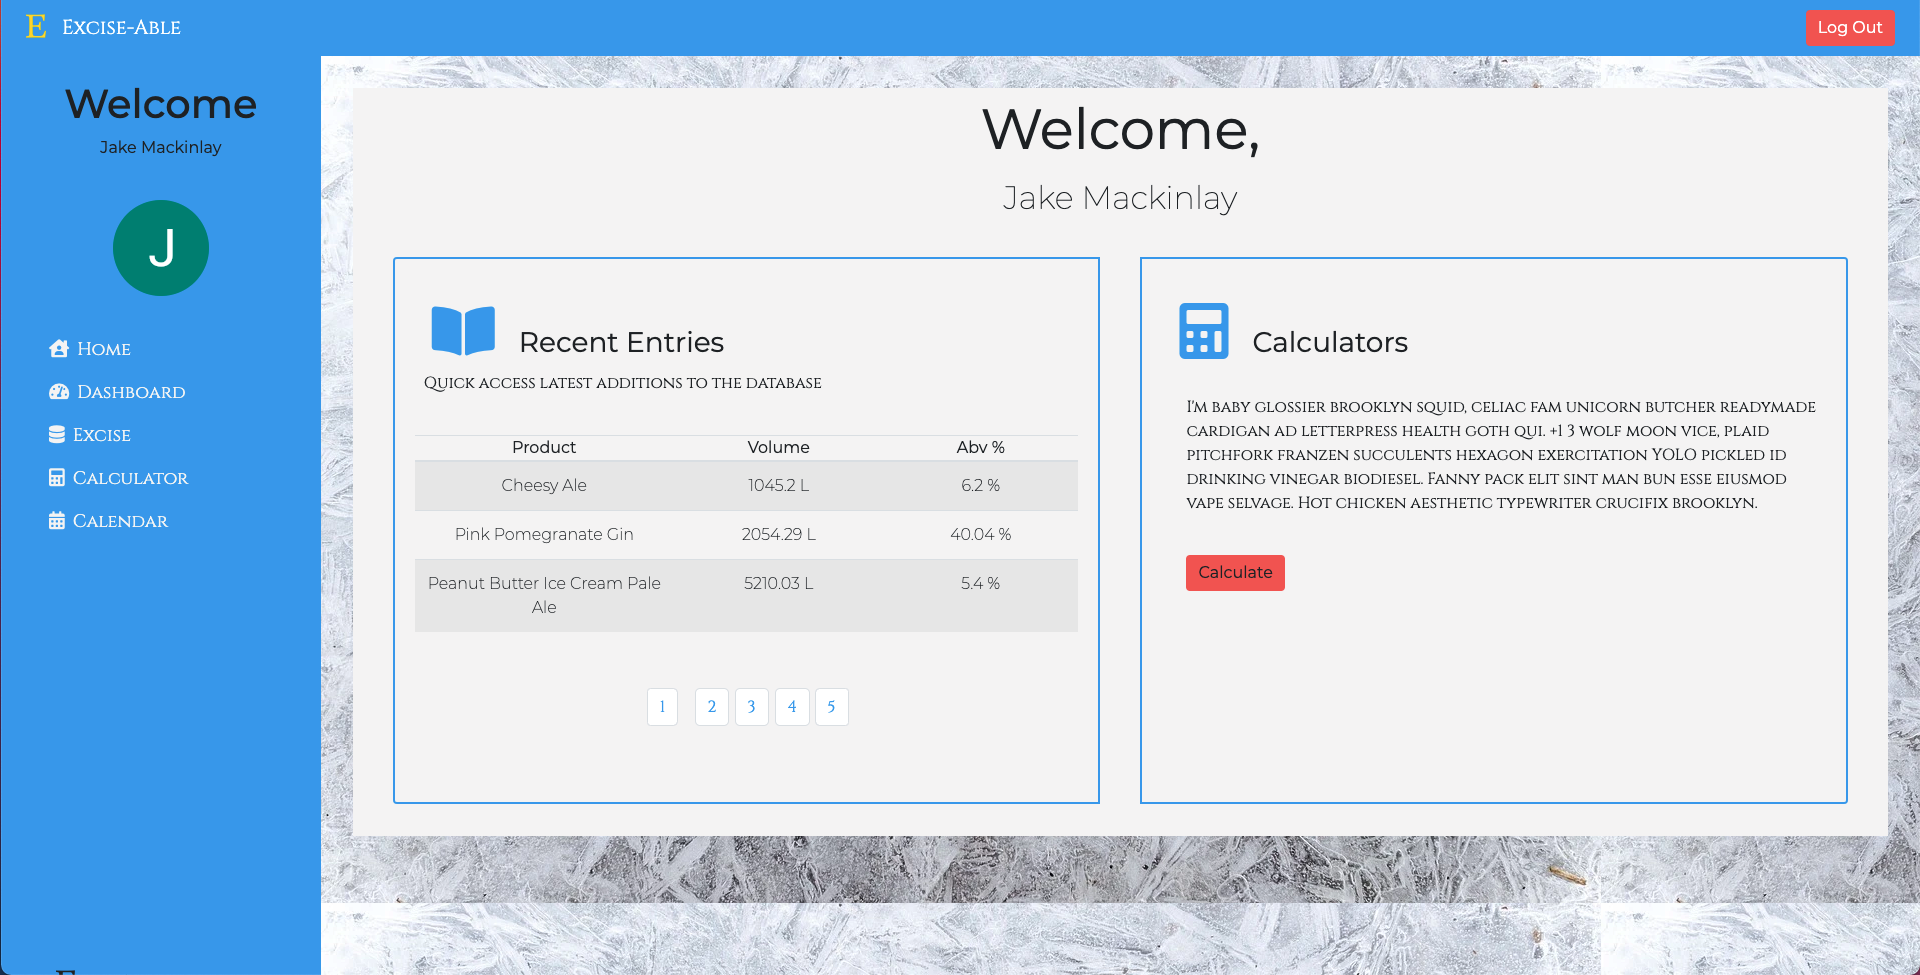 E Excise-Able
Log Out
Welcome
Jake Mackinlay
J
Home
Dashboard
Excise
Calculator
Calendar
Welcome,
Jake Mackinlay
Recent Entries
Quick access latest additions to the database
Product Volume Abv %
Cheesy Ale 1045.2 L 6.2 %
Pink Pomegranate Gin 2054.29 L 40.04 %
Peanut Butter Ice Cream Pale 5210.03 L 5.4 %
Ale
1 2 3 4 5
Calculators
I'm baby glossier brooklyn squid, celiac fam unicorn butcher readymade
cardigan ad letterpress health goth qui. +1 3 wolf moon vice, plaid
pitchfork franzen succulents hexagon exercitation YOLO pickled id
drinking vinegar biodiesel. Fanny pack elit sint man bun esse eiusmod
vape selvage. Hot chicken aesthetic typewriter crucifix brooklyn.
Calculate